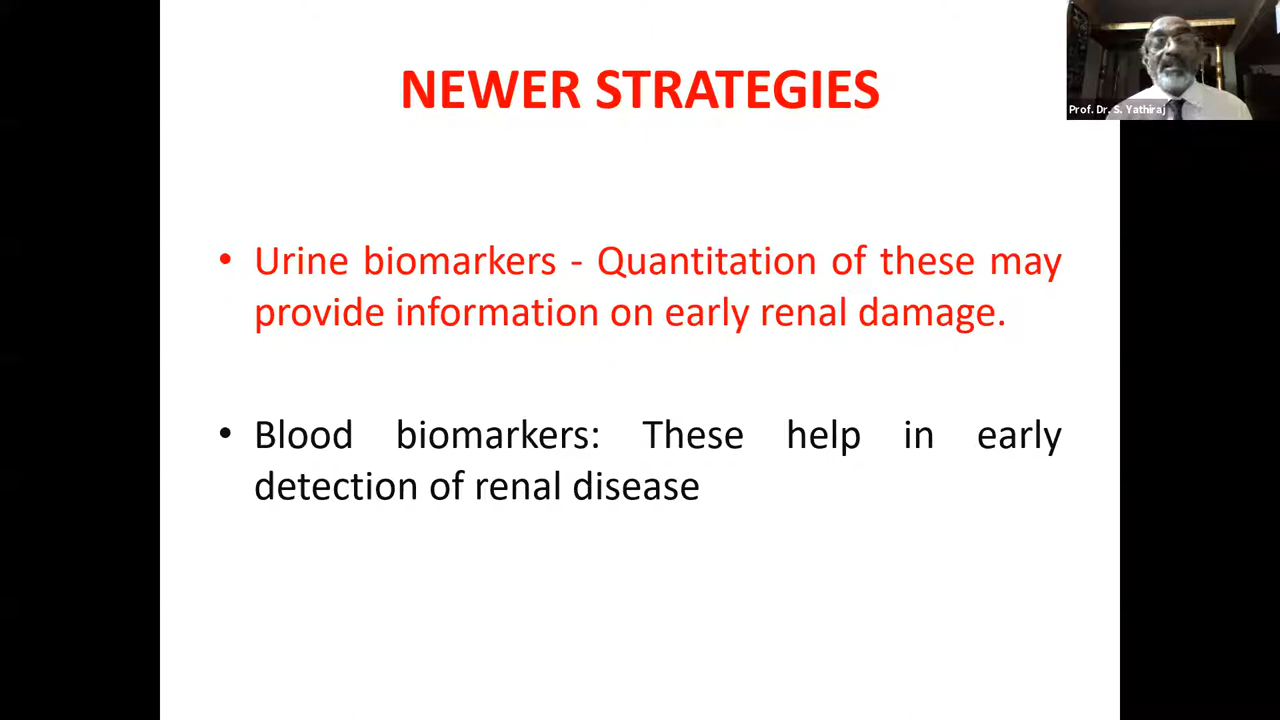 NEWER STRATEGIES
Prof. Dr. S. Yathiraj
• Urine biomarkers - Quantitation of these may
provide information on early renal damage.
• Blood biomarkers: These help in early
detection of renal disease